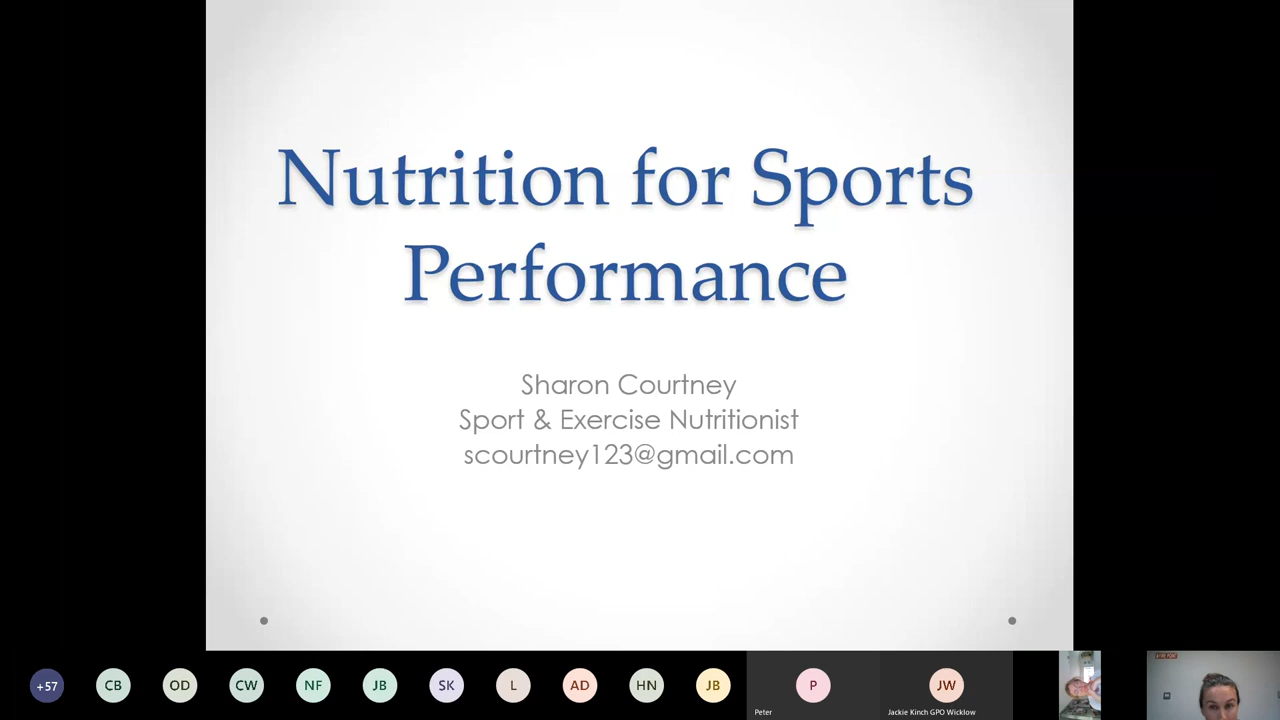 Nutrition for Sports
Performance
Sharon Courtney
Sport & Exercise Nutritionist
scourtney123@gmail.com
+57
CB
OD
CW
NF
JB
SK
L
AD
HN
JB
P
JW
Peter
Jackie Kinch GPO Wicklow